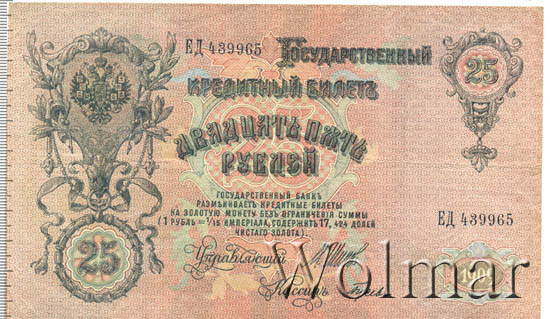 ЕД 439965
Государственный
25
Кредитный Билетъ
Двадцать пять
рублей
Государственный Банкъ
размѣниваетъ кредитные билеты
на золотую монету безъ ограниченія суммы
(1 рубль = 1/15 имперіала, содержитъ 17,424 долей
чистаго золота).
ЕД 439965
Управляющій
25
Кассиръ
Wolmar